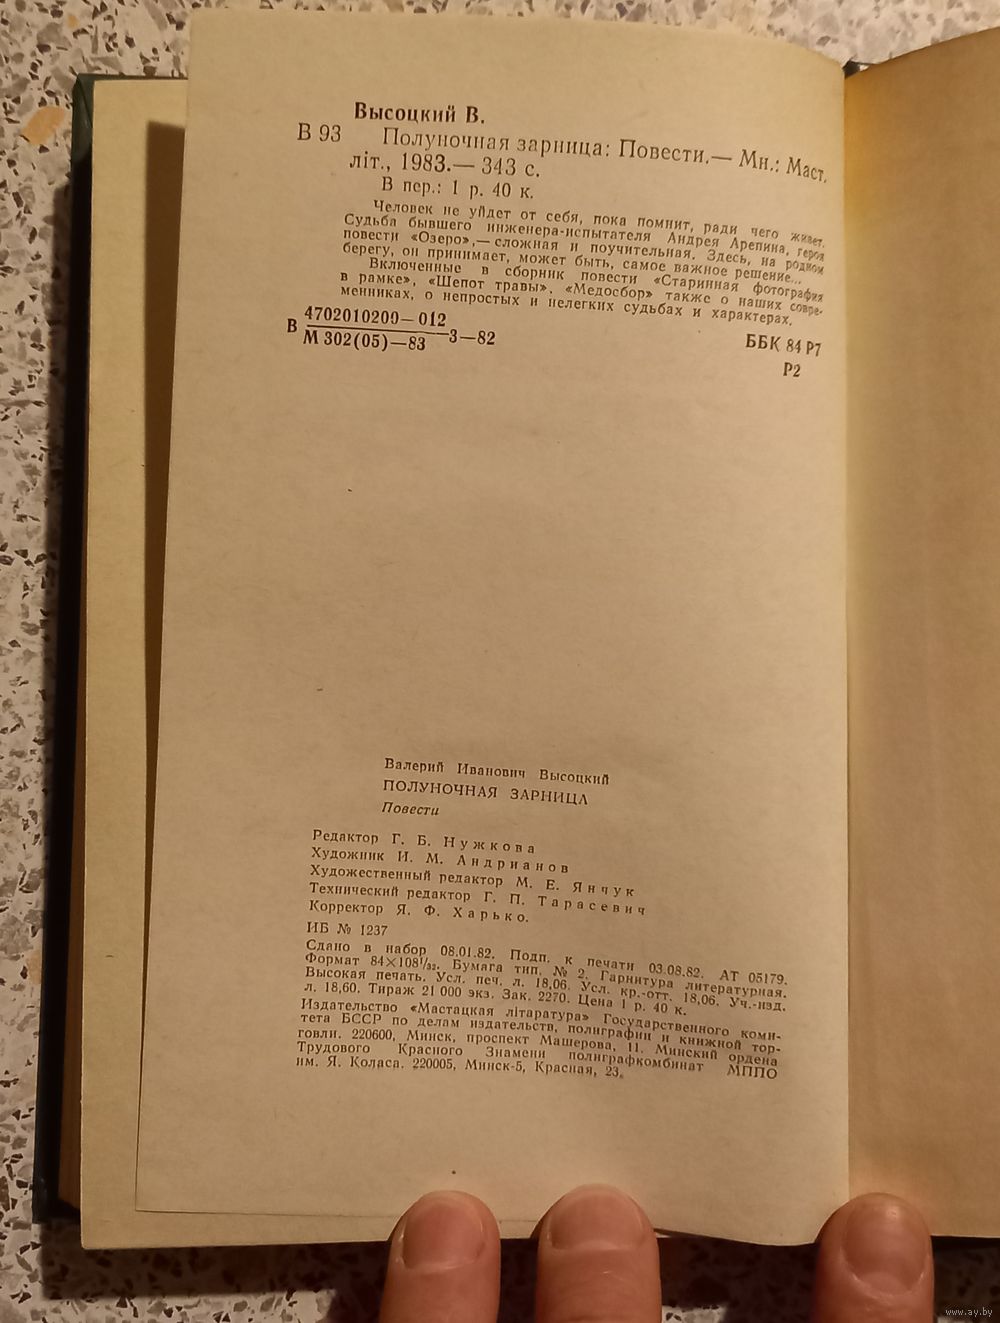 Высоцкий В.
В 93 Полуночная зарница: Повести.— Мн.: Маст.
літ., 1983.— 343 с.
В пер.: 1 р. 40 к.
Человек не уйдет от себя, пока помнит, ради чего живет.
Судьба бывшего инженера-испытателя Андрея Арепина, героя
повести «Озеро»,— сложная и поучительная. Здесь, на родном
берегу, он принимает, может быть, самое важное решение...
Включенные в сборник повести «Старинная фотография
в рамке», «Шепот травы», «Медосбор» также о наших совре-
менниках, о непростых и нелегких судьбах и характерах.
В 4702010200—012
М 302(05)—83 —3—82
ББК 84 Р7
Р2
Валерий Иванович Высоцкий
ПОЛУНОЧНАЯ ЗАРНИЦА
Повести
Редактор Г. Б. Нужкова
Художник И. М. Андрианов
Художественный редактор М. Е. Янчук
Технический редактор Г. П. Тарасевич
Корректор Я. Ф. Харько.
ИБ № 1237
Сдано в набор 08.01.82. Подп. к печати 03.08.82. АТ 05179.
Формат 84×108¹/₃₂. Бумага тип. № 2. Гарнитура литературная.
Высокая печать. Усл. печ. л. 18,06. Усл. кр.-отт. 18,06. Уч.-изд.
л. 18,60. Тираж 21 000 экз. Зак. 2270. Цена 1 р. 40 к.
Издательство «Мастацкая літаратура» Государственного коми-
тета БССР по делам издательств, полиграфии и книжной тор-
говли. 220600, Минск, проспект Машерова, 11. Минский ордена
Трудового Красного Знамени полиграфкомбинат МППО
им. Я. Коласа. 220005, Минск-5, Красная, 23.
www.ay.by